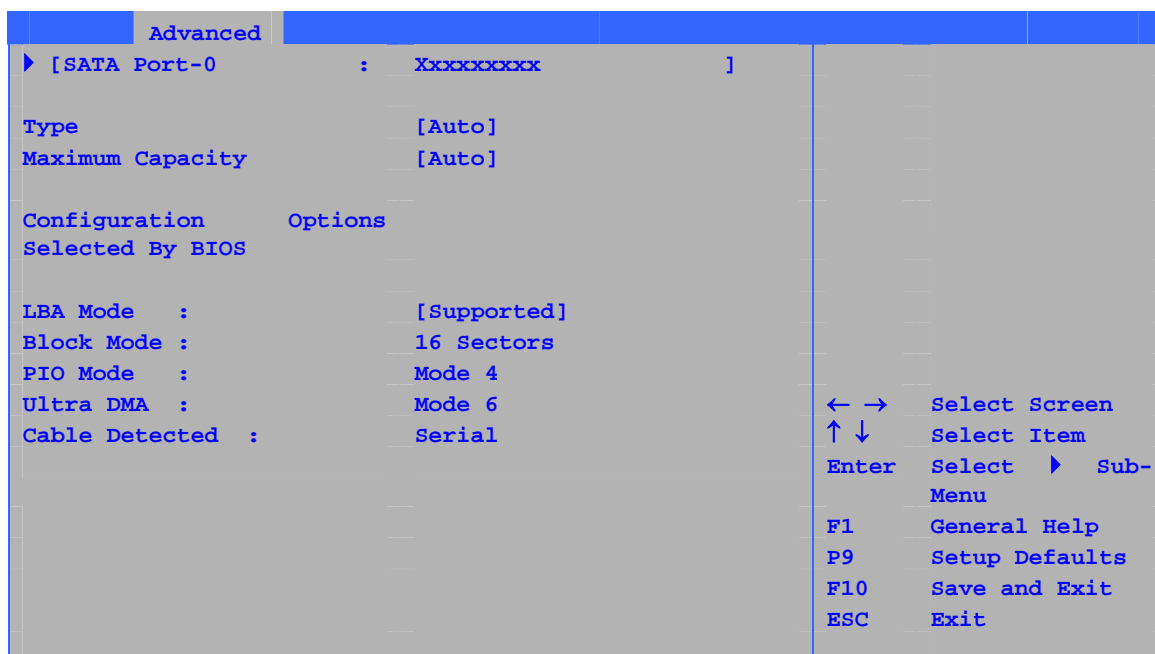 Advanced
[SATA Port-0 : Xxxxxxxxxx ]
Type [Auto]
Maximum Capacity [Auto]
Configuration Options
Selected By BIOS
LBA Mode : [Supported]
Block Mode : 16 Sectors
PIO Mode : Mode 4
Ultra DMA : Mode 6
Cable Detected : Serial
← → Select Screen
↑ ↓ Select Item
Enter Select Sub-
Menu
F1 General Help
P9 Setup Defaults
F10 Save and Exit
ESC Exit